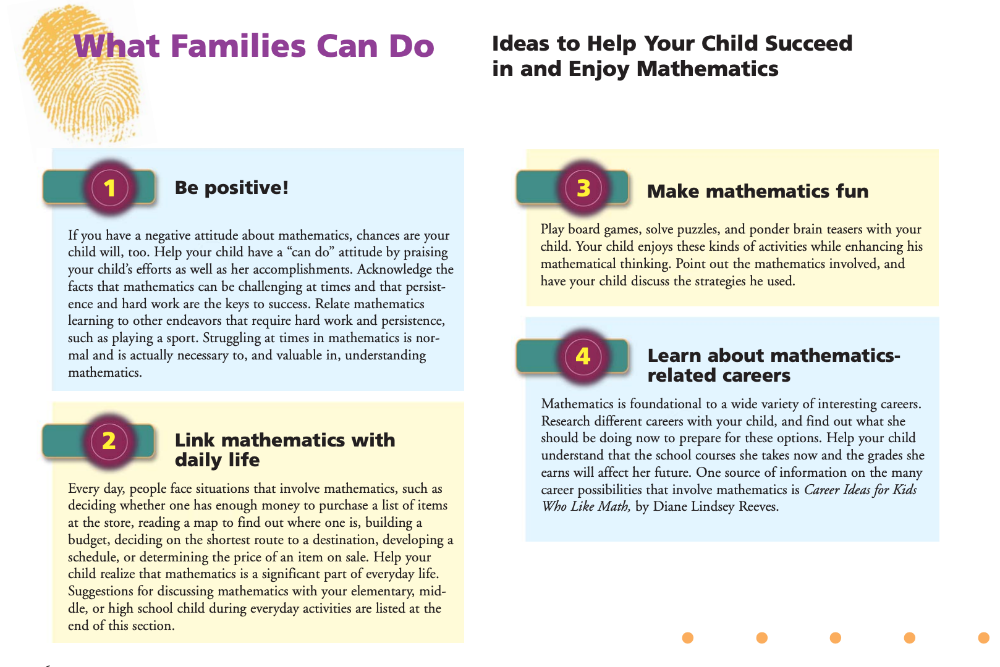 What Families Can Do
Ideas to Help Your Child Succeed
in and Enjoy Mathematics
1
Be positive!
If you have a negative attitude about mathematics, chances are your
child will, too. Help your child have a “can do” attitude by praising
your child’s efforts as well as her accomplishments. Acknowledge the
facts that mathematics can be challenging at times and that persist-
ence and hard work are the keys to success. Relate mathematics
learning to other endeavors that require hard work and persistence,
such as playing a sport. Struggling at times in mathematics is nor-
mal and is actually necessary to, and valuable in, understanding
mathematics.
2
Link mathematics with
daily life
Every day, people face situations that involve mathematics, such as
deciding whether one has enough money to purchase a list of items
at the store, reading a map to find out where one is, building a
budget, deciding on the shortest route to a destination, developing a
schedule, or determining the price of an item on sale. Help your
child realize that mathematics is a significant part of everyday life.
Suggestions for discussing mathematics with your elementary, mid-
dle, or high school child during everyday activities are listed at the
end of this section.
3
Make mathematics fun
Play board games, solve puzzles, and ponder brain teasers with your
child. Your child enjoys these kinds of activities while enhancing his
mathematical thinking. Point out the mathematics involved, and
have your child discuss the strategies he used.
4
Learn about mathematics-
related careers
Mathematics is foundational to a wide variety of interesting careers.
Research different careers with your child, and find out what she
should be doing now to prepare for these options. Help your child
understand that the school courses she takes now and the grades she
earns will affect her future. One source of information on the many
career possibilities that involve mathematics is Career Ideas for Kids
Who Like Math, by Diane Lindsey Reeves.